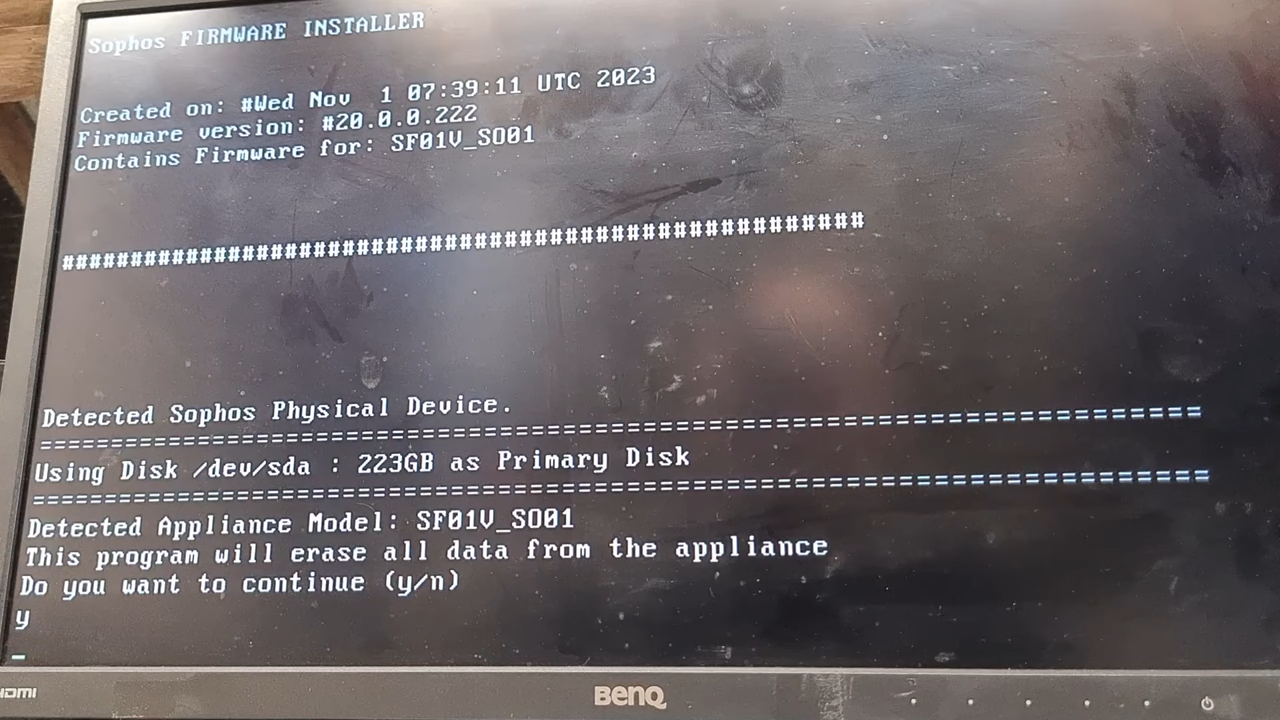 Sophos FIRMWARE INSTALLER
Created on: #Wed Nov  1 07:39:11 UTC 2023
Firmware version: #20.0.0.222
Contains Firmware for: SF01V_SO01
##########################################################
Detected Sophos Physical Device.
================================================================================
Using Disk /dev/sda : 223GB as Primary Disk
================================================================================
Detected Appliance Model: SF01V_SO01
This program will erase all data from the appliance
Do you want to continue (y/n)
y
_
HDMI
BenQ